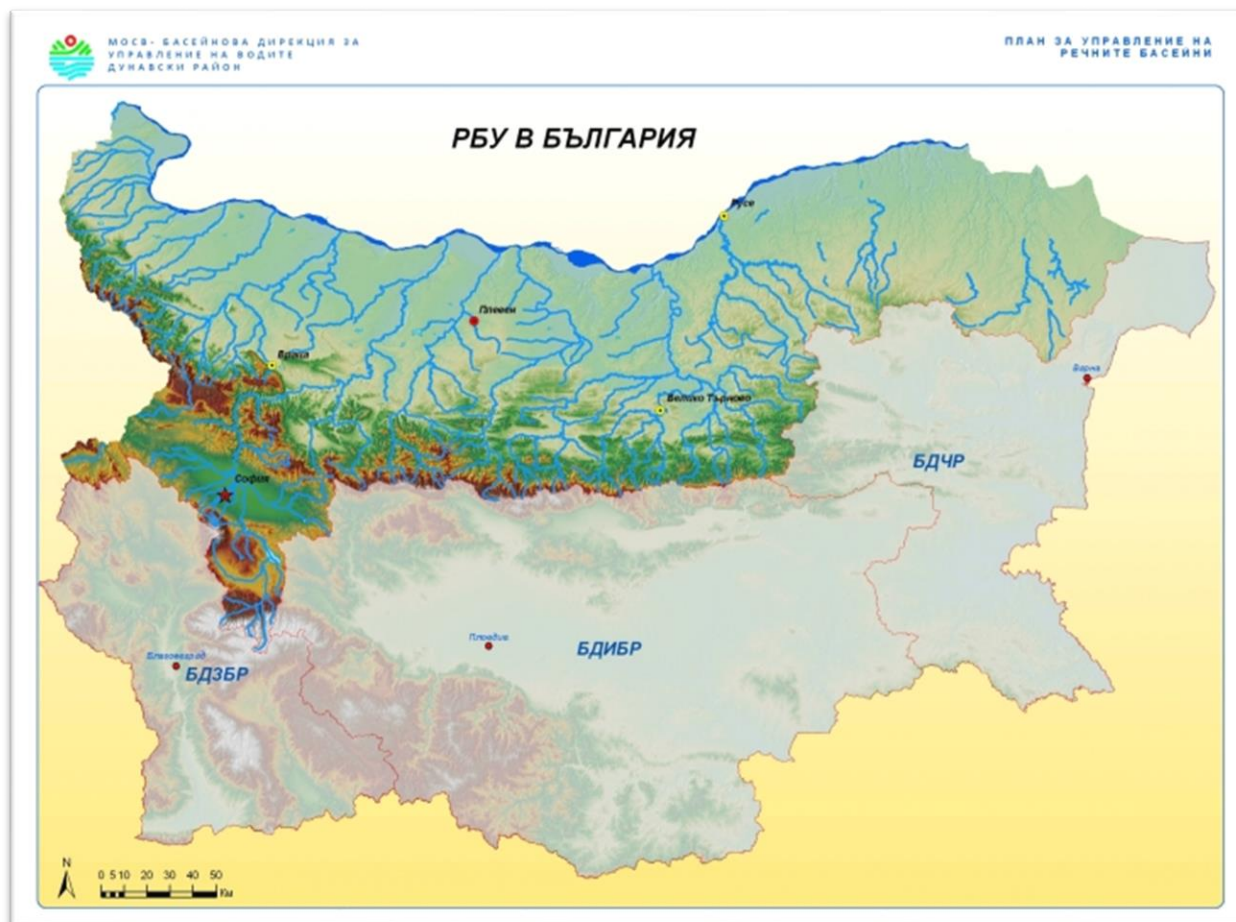 МОСВ- БАСЕЙНОВА ДИРЕКЦИЯ ЗА
УПРАВЛЕНИЕ НА ВОДИТЕ
ДУНАВСКИ РАЙОН
ПЛАН ЗА УПРАВЛЕНИЕ НА
РЕЧНИТЕ БАСЕЙНИ
РБУ В БЪЛГАРИЯ
Русе
Плевен
Враца
Варна
Велико Търново
БДЧР
София
Пловдив
БДИБР
Благоевград
БДЗБР
N
0 5 10 20 30 40 50
Км